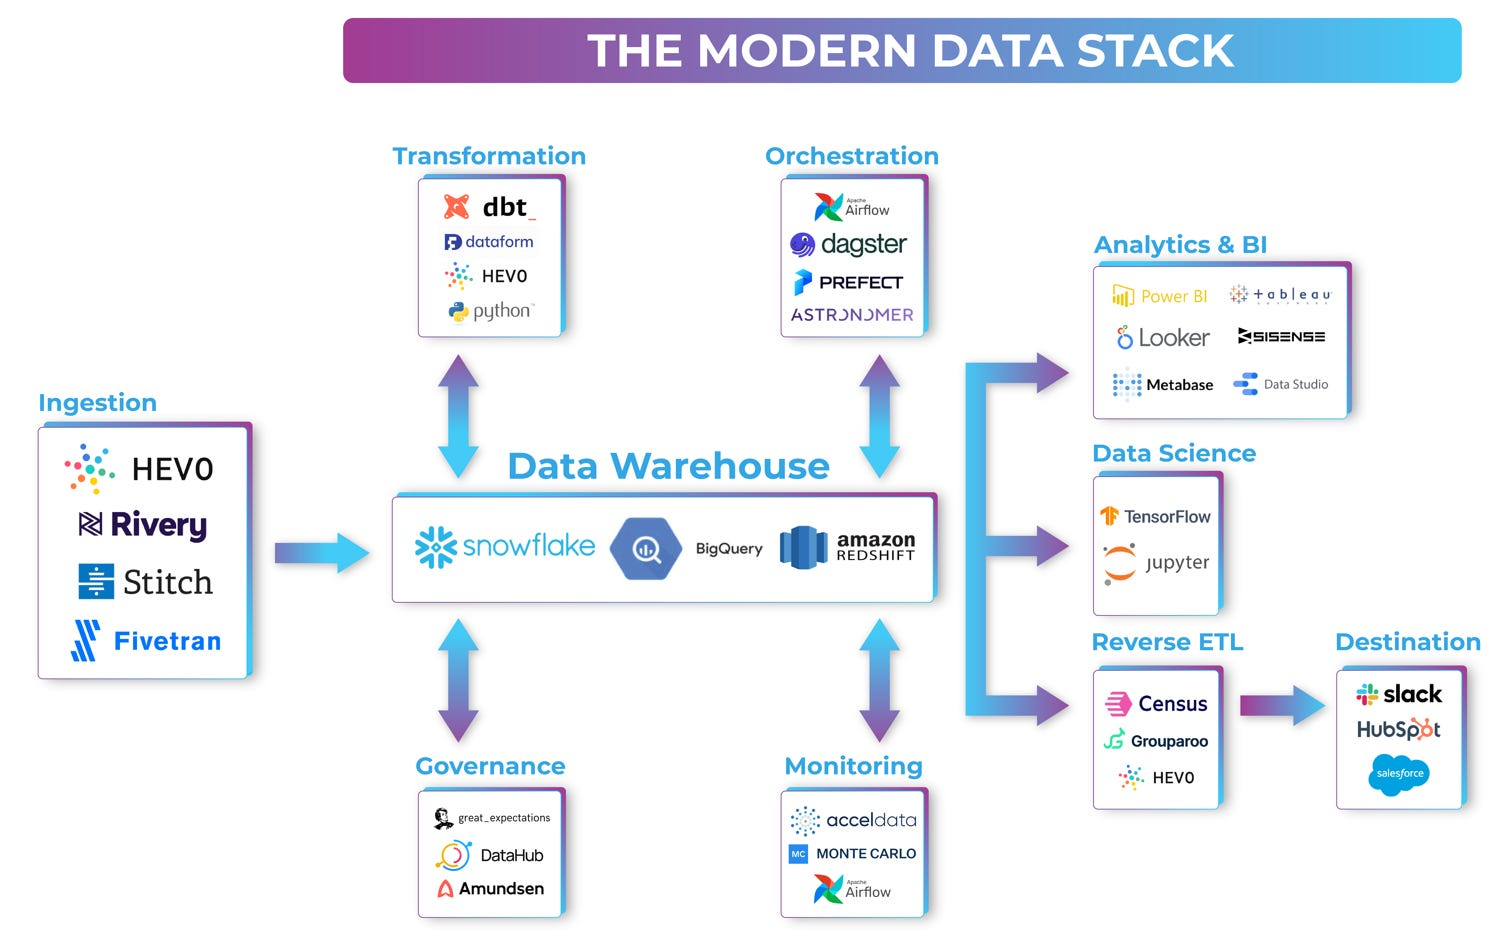 THE MODERN DATA STACK
Transformation
dbt_
dataform
HEVO
python™
Orchestration
Apache
Airflow
dagster
PREFECT
ASTRONOMER
Analytics & BI
Power BI
tableau
Looker
SISENSE
Metabase
Data Studio
Ingestion
HEVO
Rivery
Stitch
Fivetran
Data Warehouse
snowflake
BigQuery
amazon
REDSHIFT
Data Science
TensorFlow
jupyter
Reverse ETL
Census
Grouparoo
HEVO
Destination
slack
HubSpot
salesforce
Governance
great_expectations
DataHub
Amundsen
Monitoring
acceldata
MC MONTE CARLO
Apache
Airflow